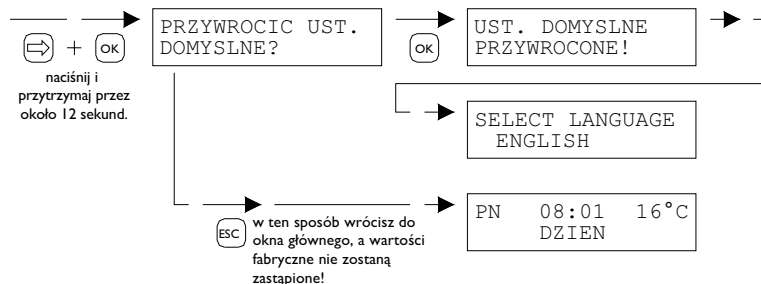 + OK
naciśnij i
przytrzymaj przez
około 12 sekund.
PRZYWROCIC UST.
DOMYSLNE?
OK
UST. DOMYSLNE
PRZYWROCONE!
SELECT LANGUAGE
ENGLISH
ESC
w ten sposób wrócisz do
okna głównego, a wartości
fabryczne nie zostaną
zastąpione!
PN 08:01 16°C
DZIEN